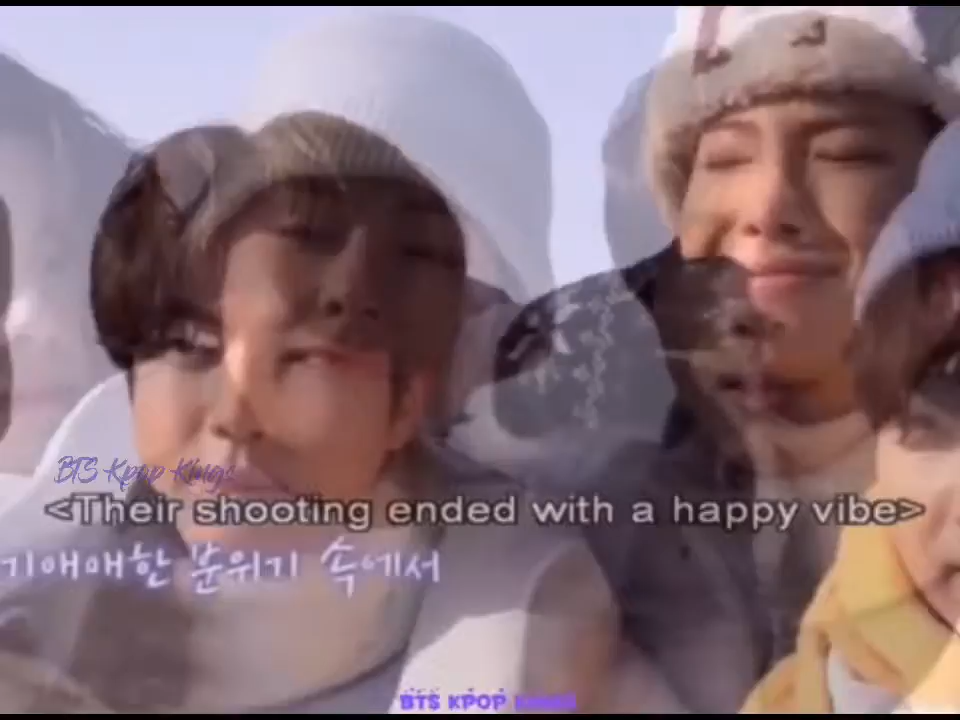 BTS Kpop Kings
<Their shooting ended with a happy vibe>
기애애한 분위기 속에서
BTS KPOP KINGS